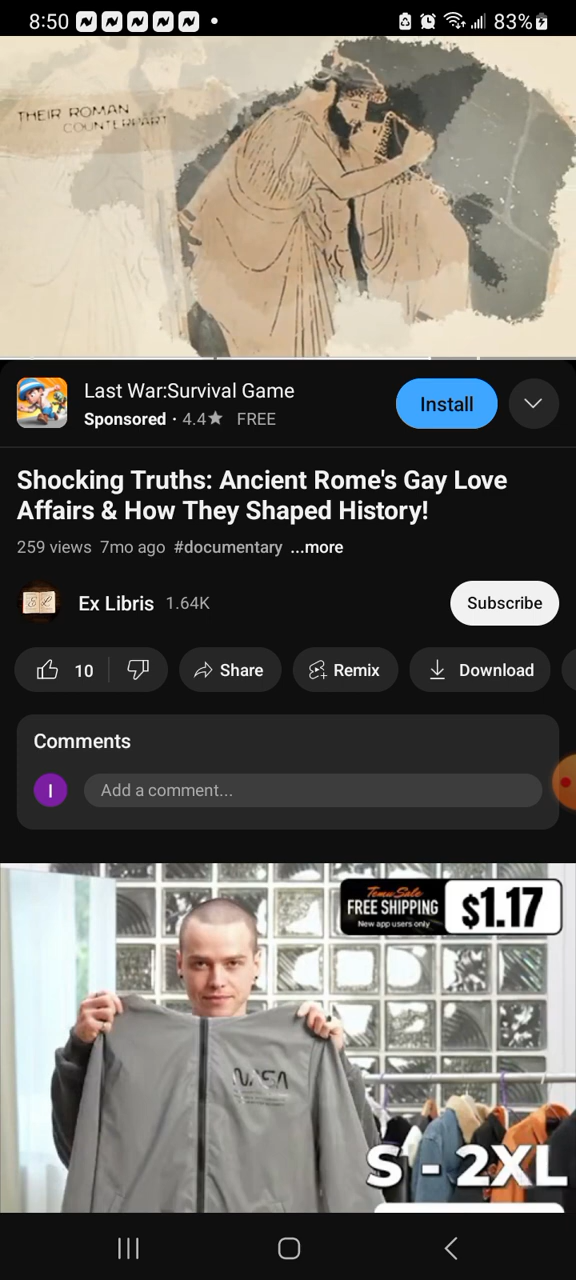 8:50
83%
THEIR ROMAN
COUNTERPART
Last War:Survival Game
Install
Sponsored · 4.4★ FREE
Shocking Truths: Ancient Rome's Gay Love
Affairs & How They Shaped History!
259 views 7mo ago #documentary ...more
Ex Libris 1.64K
Subscribe
10
Share
Remix
Download
Comments
I
Add a comment...
Temu Sale
FREE SHIPPING
New app users only
$1.17
NASA
S - 2XL